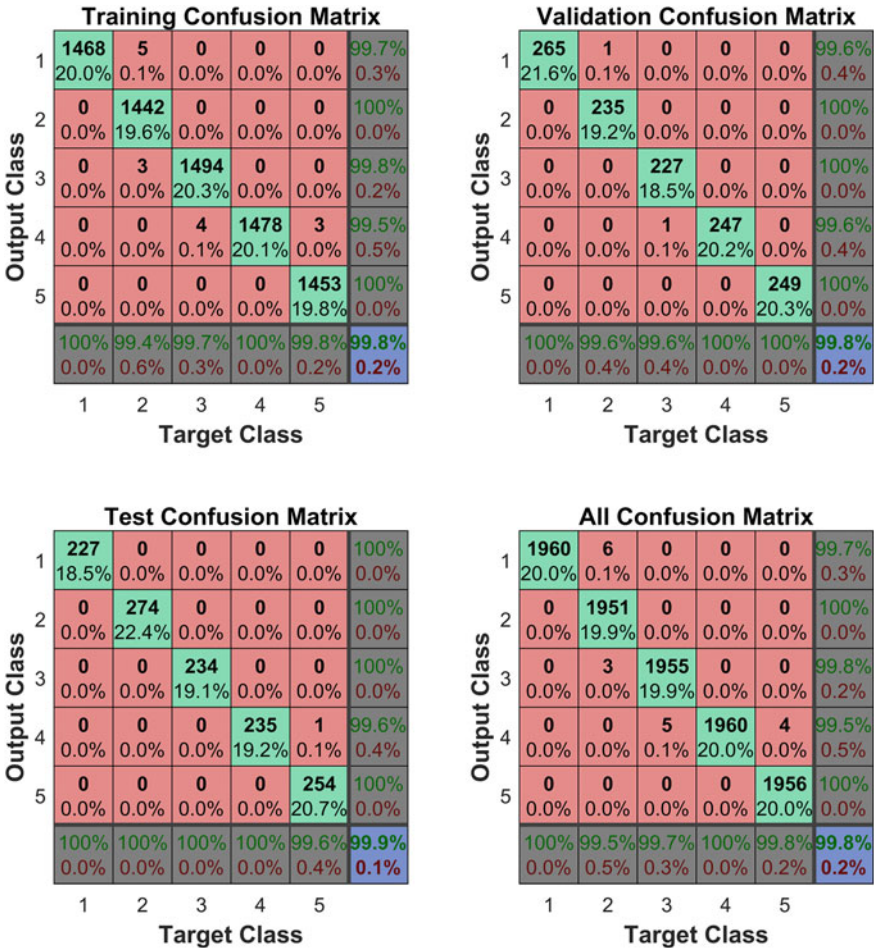 Training Confusion Matrix
1468 5 0 0 0 99.7%
1
20.0% 0.1% 0.0% 0.0% 0.0% 0.3%
0 1442 0 0 0 100%
2
0.0% 19.6% 0.0% 0.0% 0.0% 0.0%
0 3 1494 0 0 99.8%
3
0.0% 0.0% 20.3% 0.0% 0.0% 0.2%
0 0 4 1478 3 99.5%
4
0.0% 0.0% 0.1% 20.1% 0.0% 0.5%
0 0 0 0 1453 100%
5
0.0% 0.0% 0.0% 0.0% 19.8% 0.0%
100% 99.4% 99.7% 100% 99.8% 99.8%
0.0% 0.6% 0.3% 0.0% 0.2% 0.2%
1 2 3 4 5
Target Class
Output Class
Validation Confusion Matrix
265 1 0 0 0 99.6%
1
21.6% 0.1% 0.0% 0.0% 0.0% 0.4%
0 235 0 0 0 100%
2
0.0% 19.2% 0.0% 0.0% 0.0% 0.0%
0 0 227 0 0 100%
3
0.0% 0.0% 18.5% 0.0% 0.0% 0.0%
0 0 1 247 0 99.6%
4
0.0% 0.0% 0.1% 20.2% 0.0% 0.4%
0 0 0 0 249 100%
5
0.0% 0.0% 0.0% 0.0% 20.3% 0.0%
100% 99.6% 99.6% 100% 100% 99.8%
0.0% 0.4% 0.4% 0.0% 0.0% 0.2%
1 2 3 4 5
Target Class
Output Class
Test Confusion Matrix
227 0 0 0 0 100%
1
18.5% 0.0% 0.0% 0.0% 0.0% 0.0%
0 274 0 0 0 100%
2
0.0% 22.4% 0.0% 0.0% 0.0% 0.0%
0 0 234 0 0 100%
3
0.0% 0.0% 19.1% 0.0% 0.0% 0.0%
0 0 0 235 1 99.6%
4
0.0% 0.0% 0.0% 19.2% 0.1% 0.4%
0 0 0 0 254 100%
5
0.0% 0.0% 0.0% 0.0% 20.7% 0.0%
100% 100% 100% 100% 99.6% 99.9%
0.0% 0.0% 0.0% 0.0% 0.4% 0.1%
1 2 3 4 5
Target Class
Output Class
All Confusion Matrix
1960 6 0 0 0 99.7%
1
20.0% 0.1% 0.0% 0.0% 0.0% 0.3%
0 1951 0 0 0 100%
2
0.0% 19.9% 0.0% 0.0% 0.0% 0.0%
0 3 1955 0 0 99.8%
3
0.0% 0.0% 19.9% 0.0% 0.0% 0.2%
0 0 5 1960 4 99.5%
4
0.0% 0.0% 0.1% 20.0% 0.0% 0.5%
0 0 0 0 1956 100%
5
0.0% 0.0% 0.0% 0.0% 20.0% 0.0%
100% 99.5% 99.7% 100% 99.8% 99.8%
0.0% 0.5% 0.3% 0.0% 0.2% 0.2%
1 2 3 4 5
Target Class
Output Class